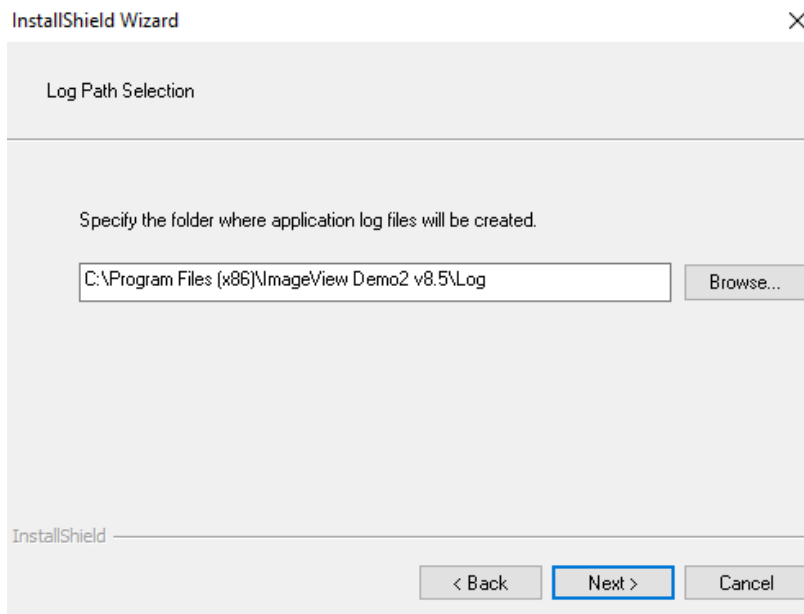 InstallShield Wizard
Log Path Selection
Specify the folder where application log files will be created.
C:\Program Files (x86)\ImageView Demo2 v8.5\Log
Browse...
InstallShield
< Back
Next >
Cancel